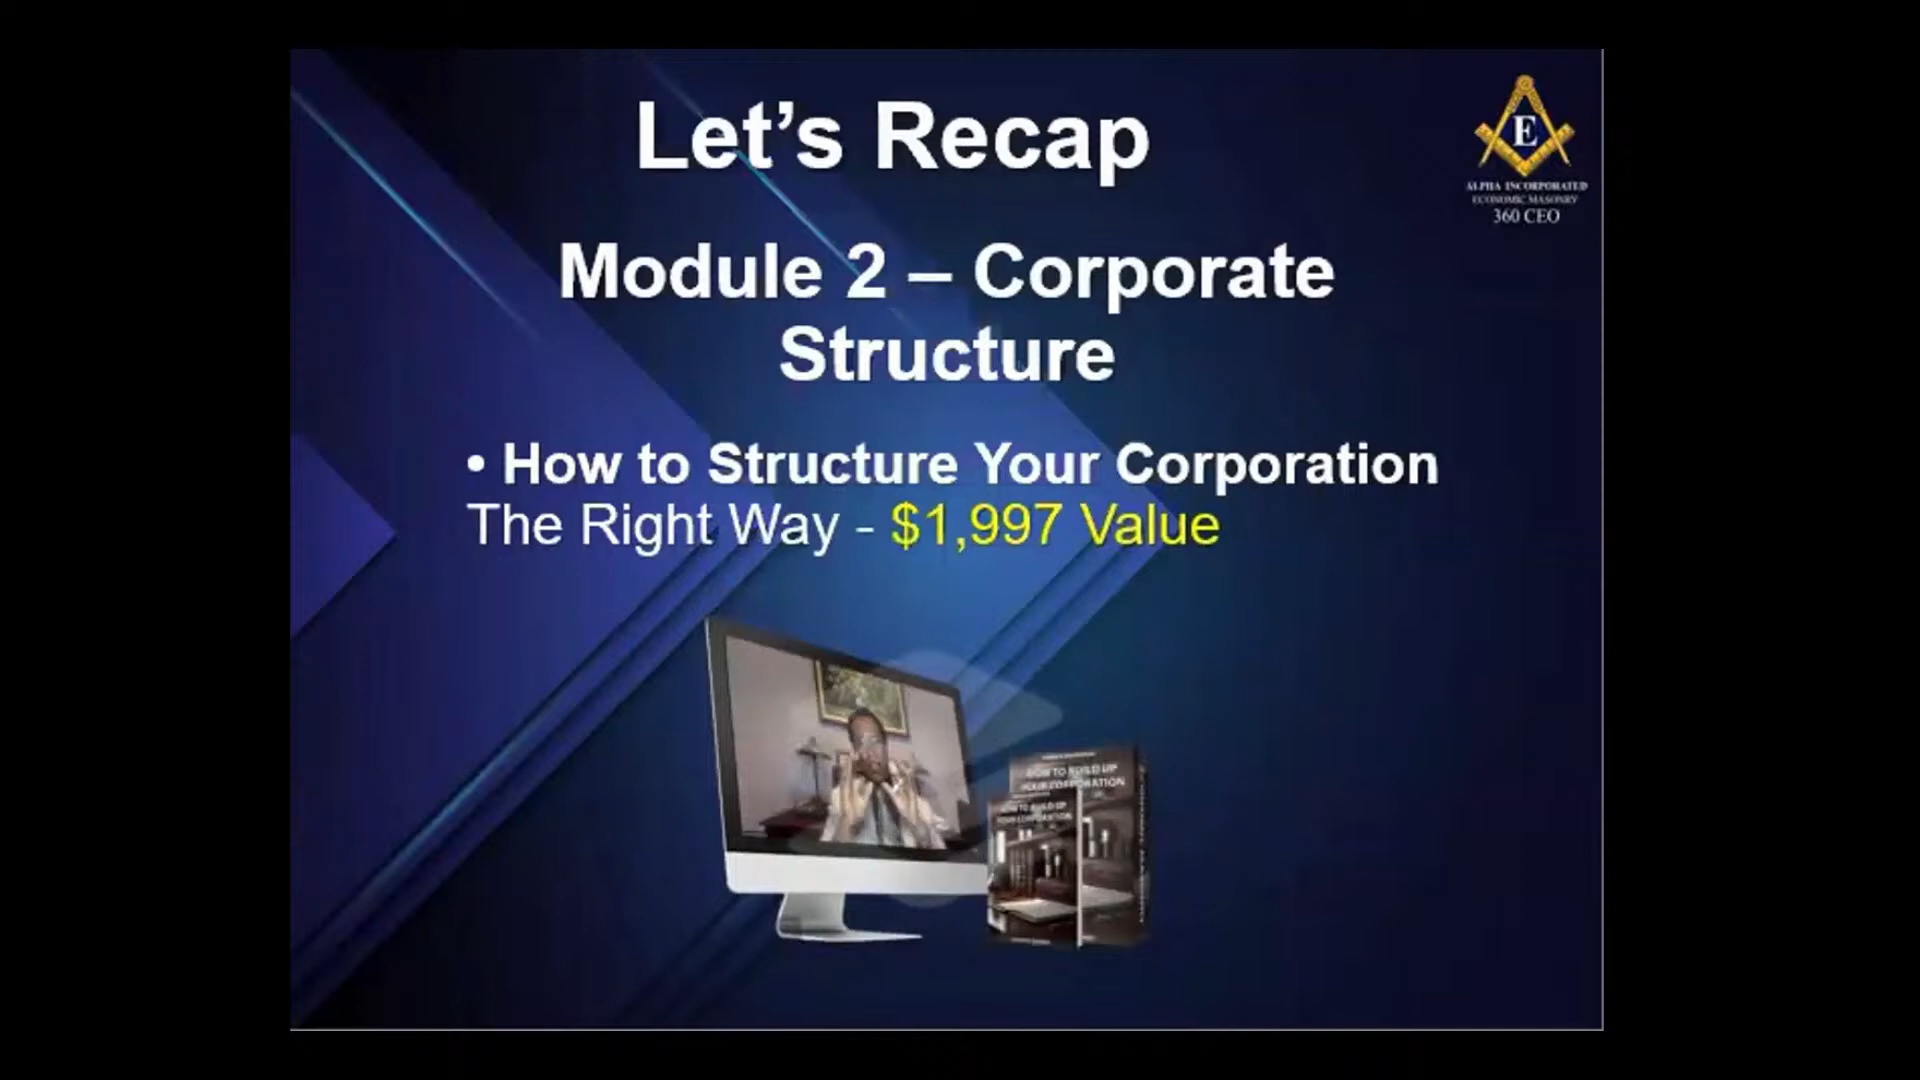 Let's Recap
E
ALPHA INCORPORATED
ECONOMIC MASONRY
360 CEO
Module 2 – Corporate
Structure
• How to Structure Your Corporation
The Right Way - $1,997 Value
HOW TO BUILD UP
YOUR CORPORATION
HOW TO BUILD UP
YOUR CORPORATION